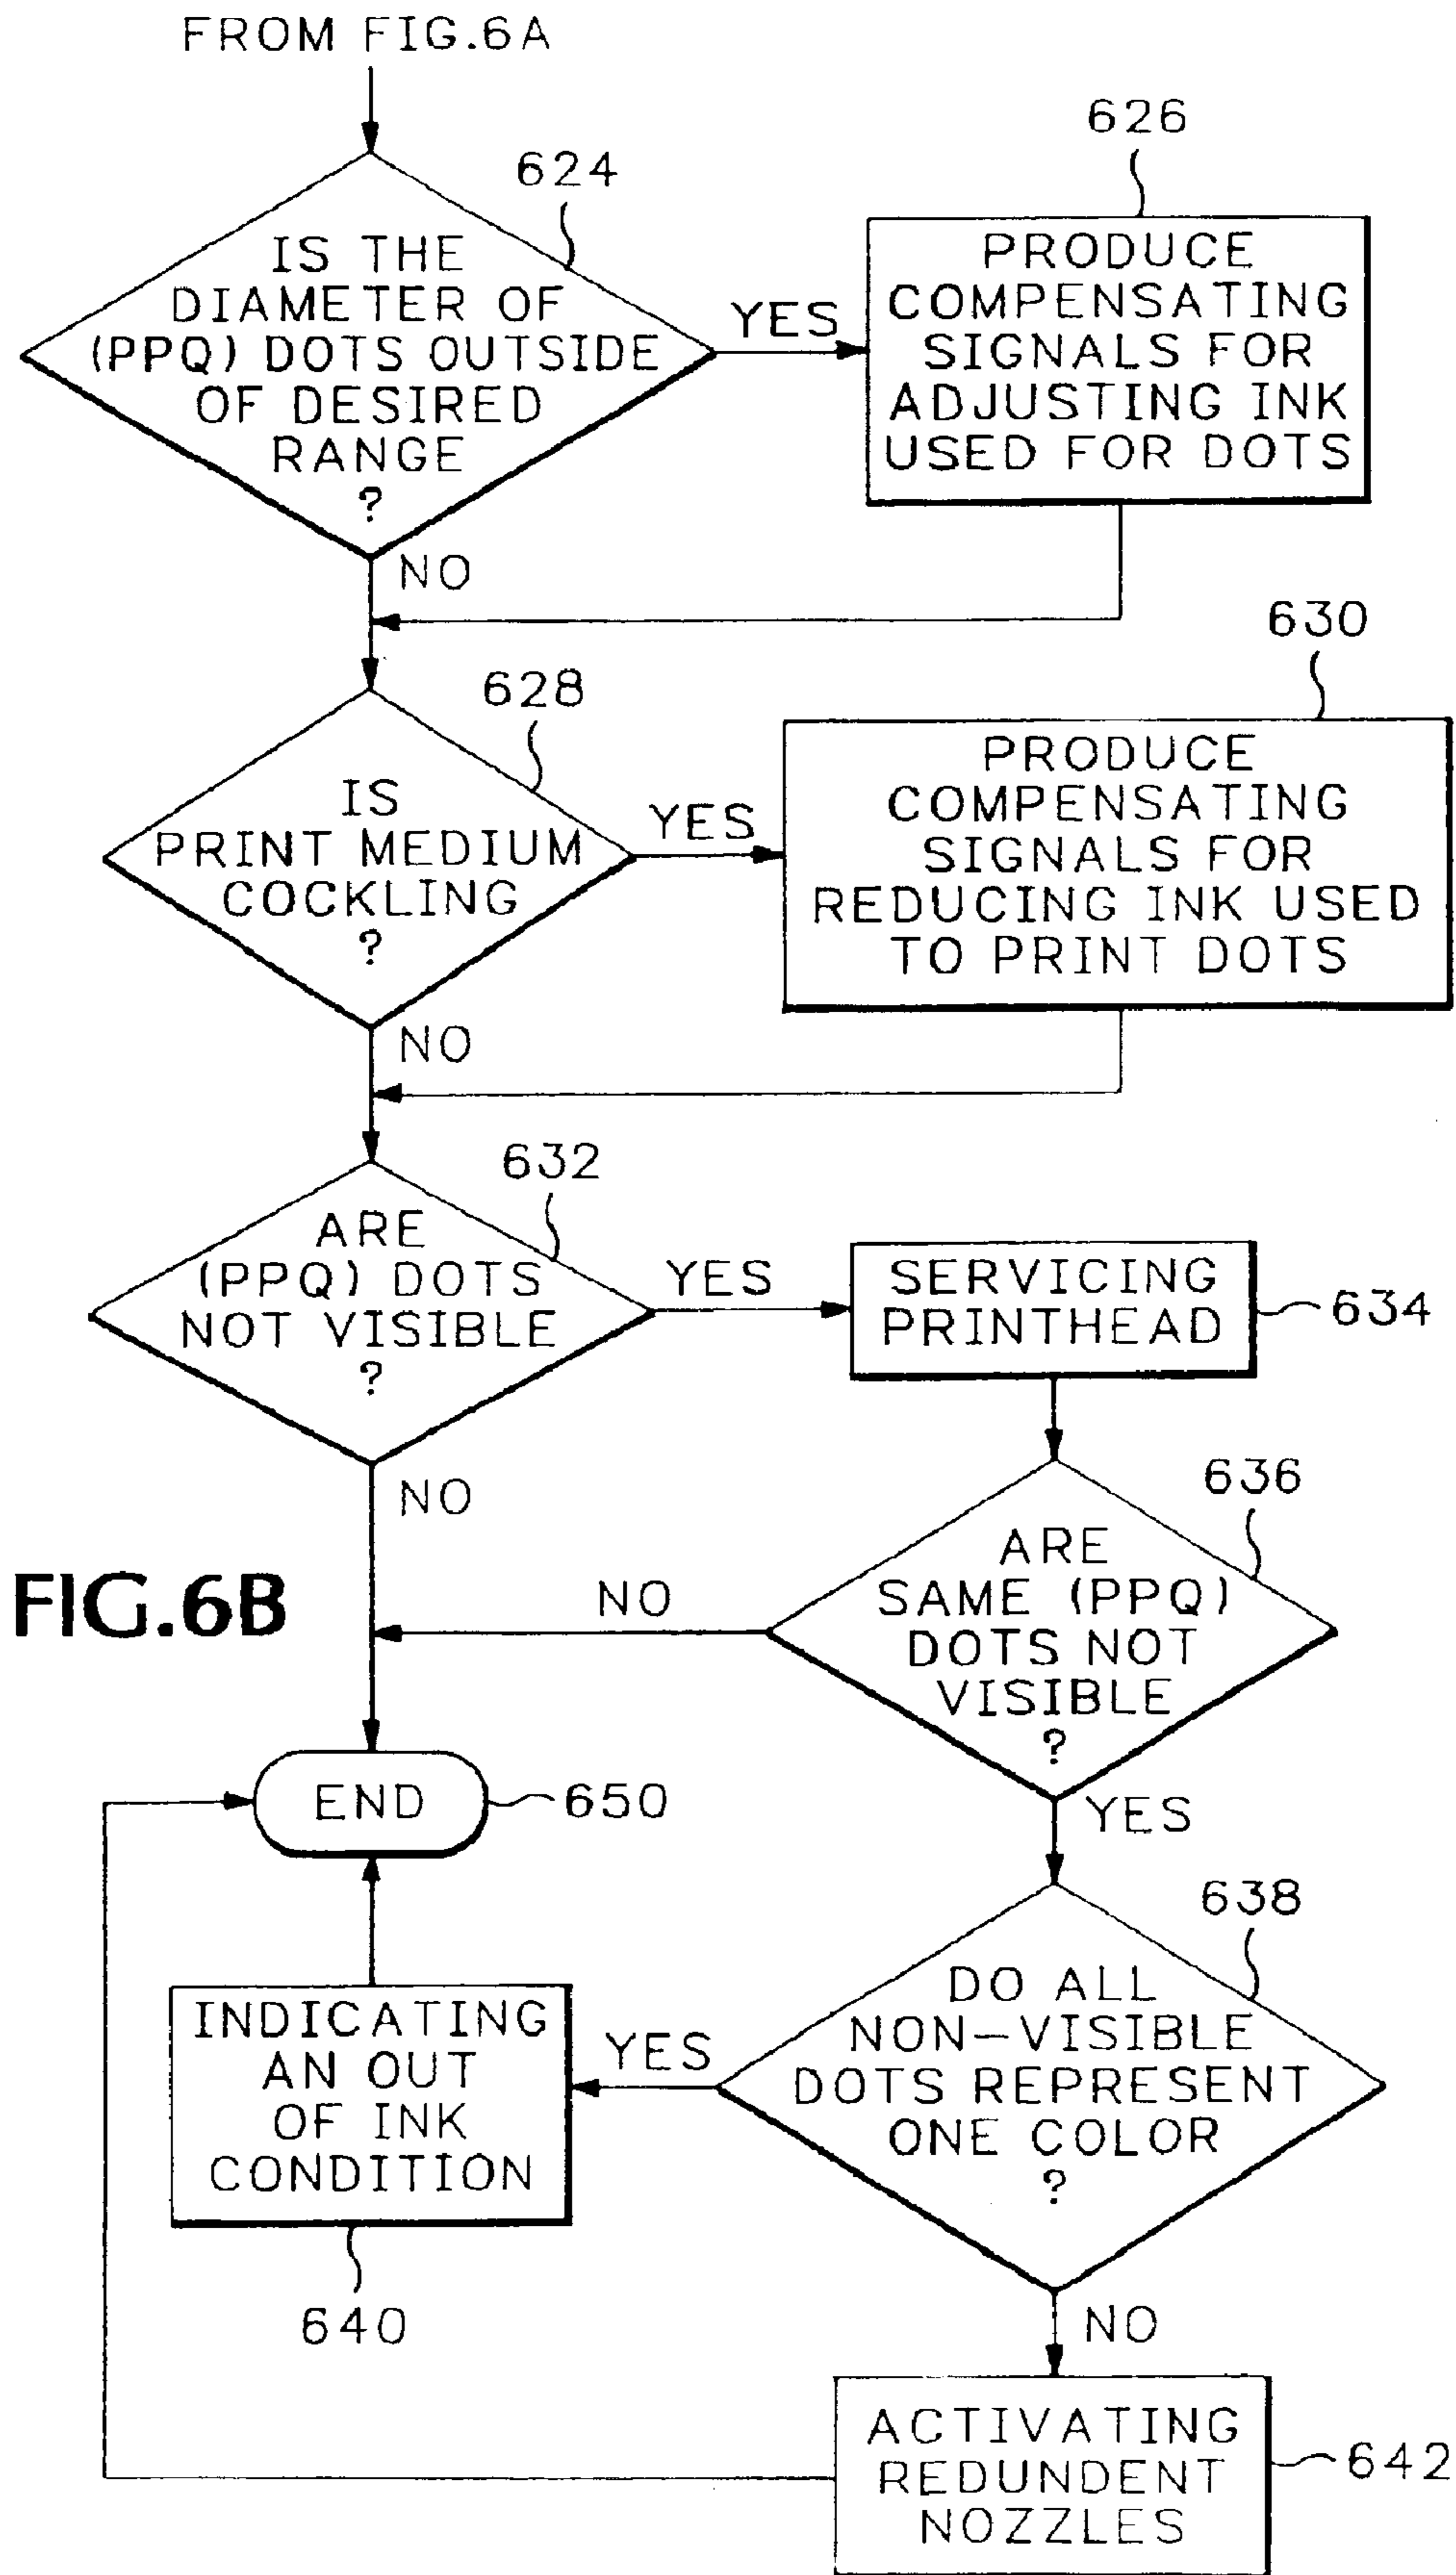 FROM FIG.6A
624
IS THE
DIAMETER OF
(PPQ) DOTS OUTSIDE
OF DESIRED
RANGE
?
YES
626
PRODUCE
COMPENSATING
SIGNALS FOR
ADJUSTING INK
USED FOR DOTS
NO
628
IS
PRINT MEDIUM
COCKLING
?
YES
630
PRODUCE
COMPENSATING
SIGNALS FOR
REDUCING INK USED
TO PRINT DOTS
NO
632
ARE
(PPQ) DOTS
NOT VISIBLE
?
YES
SERVICING
PRINTHEAD
634
NO
636
ARE
SAME (PPQ)
DOTS NOT
VISIBLE
?
NO
FIG.6B
YES
END
650
638
DO ALL
NON-VISIBLE
DOTS REPRESENT
ONE COLOR
?
YES
INDICATING
AN OUT
OF INK
CONDITION
640
NO
ACTIVATING
REDUNDENT
NOZZLES
642